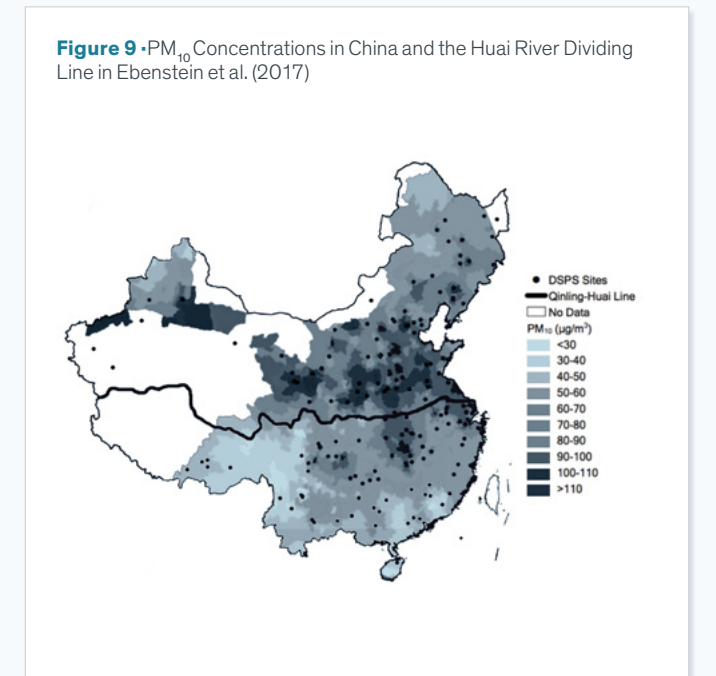 Figure 9 · PM10 Concentrations in China and the Huai River Dividing
Line in Ebenstein et al. (2017)
DSPS Sites
Qinling-Huai Line
No Data
PM10 (µg/m³)
<30
30-40
40-50
50-60
60-70
70-80
80-90
90-100
100-110
>110